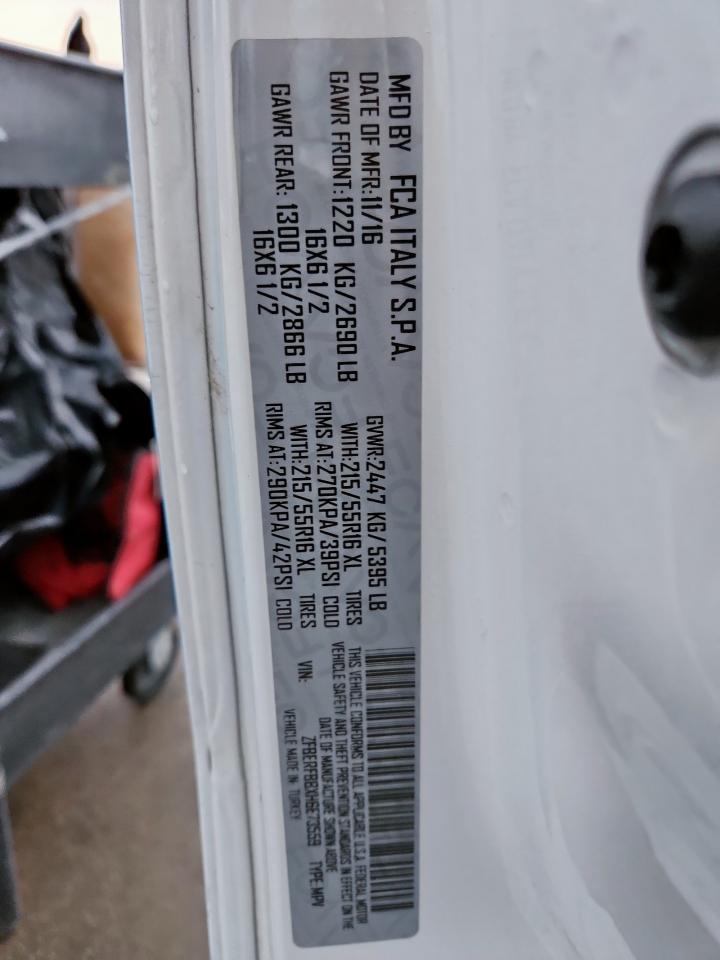 MFD BY FCA ITALY S.P.A.
DATE OF MFR:11/16 GVWR:2447 KG/5395 LB
GAWR FRONT:1220 KG/2690 LB WITH:215/55R16 XL TIRES
16X6 1/2 RIMS AT:270KPA/39PSI COLD
GAWR REAR: 1300 KG/2866 LB WITH:215/55R16 XL TIRES
16X6 1/2 RIMS AT:290KPA/42PSI COLD
THIS VEHICLE CONFORMS TO ALL APPLICABLE U.S.A. FEDERAL MOTOR
VEHICLE SAFETY AND THEFT PREVENTION STANDARDS IN EFFECT ON THE
DATE OF MANUFACTURE SHOWN ABOVE
VIN: ZFBERFBBXH6E73559 TYPE:MPV
VEHICLE MADE IN: TURKEY